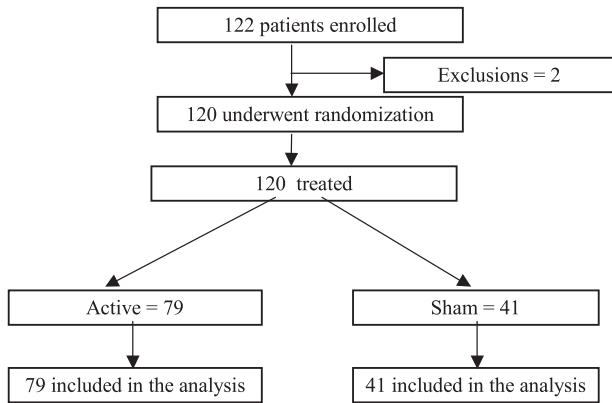 122 patients enrolled
Exclusions = 2
120 underwent randomization
120 treated
Active = 79
Sham = 41
79 included in the analysis
41 included in the analysis